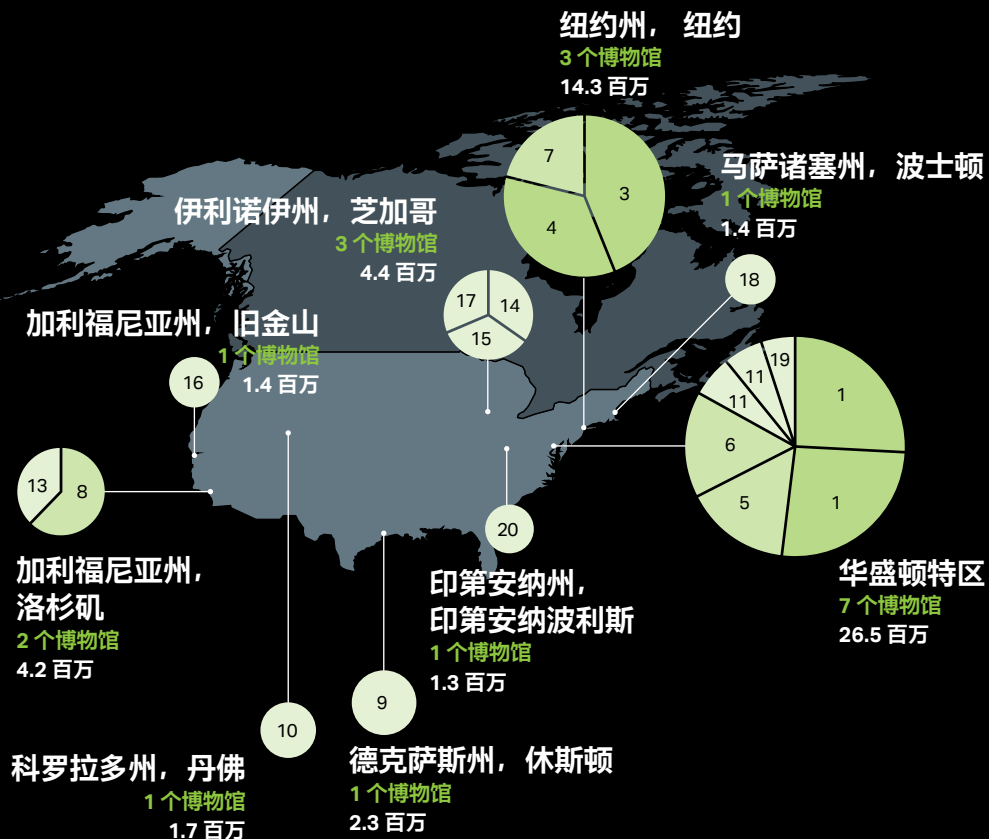 纽约州， 纽约
3 个博物馆
14.3 百万
7
3
4
马萨诸塞州，波士顿
1 个博物馆
1.4 百万
18
伊利诺伊州，芝加哥
3 个博物馆
4.4 百万
17
14
15
加利福尼亚州，旧金山
1 个博物馆
1.4 百万
16
19
11
11
1
6
5
1
华盛顿特区
7 个博物馆
26.5 百万
13
8
加利福尼亚州，
洛杉矶
2 个博物馆
4.2 百万
20
印第安纳州，
印第安纳波利斯
1 个博物馆
1.3 百万
10
科罗拉多州，丹佛
1 个博物馆
1.7 百万
9
德克萨斯州，休斯顿
1 个博物馆
2.3 百万